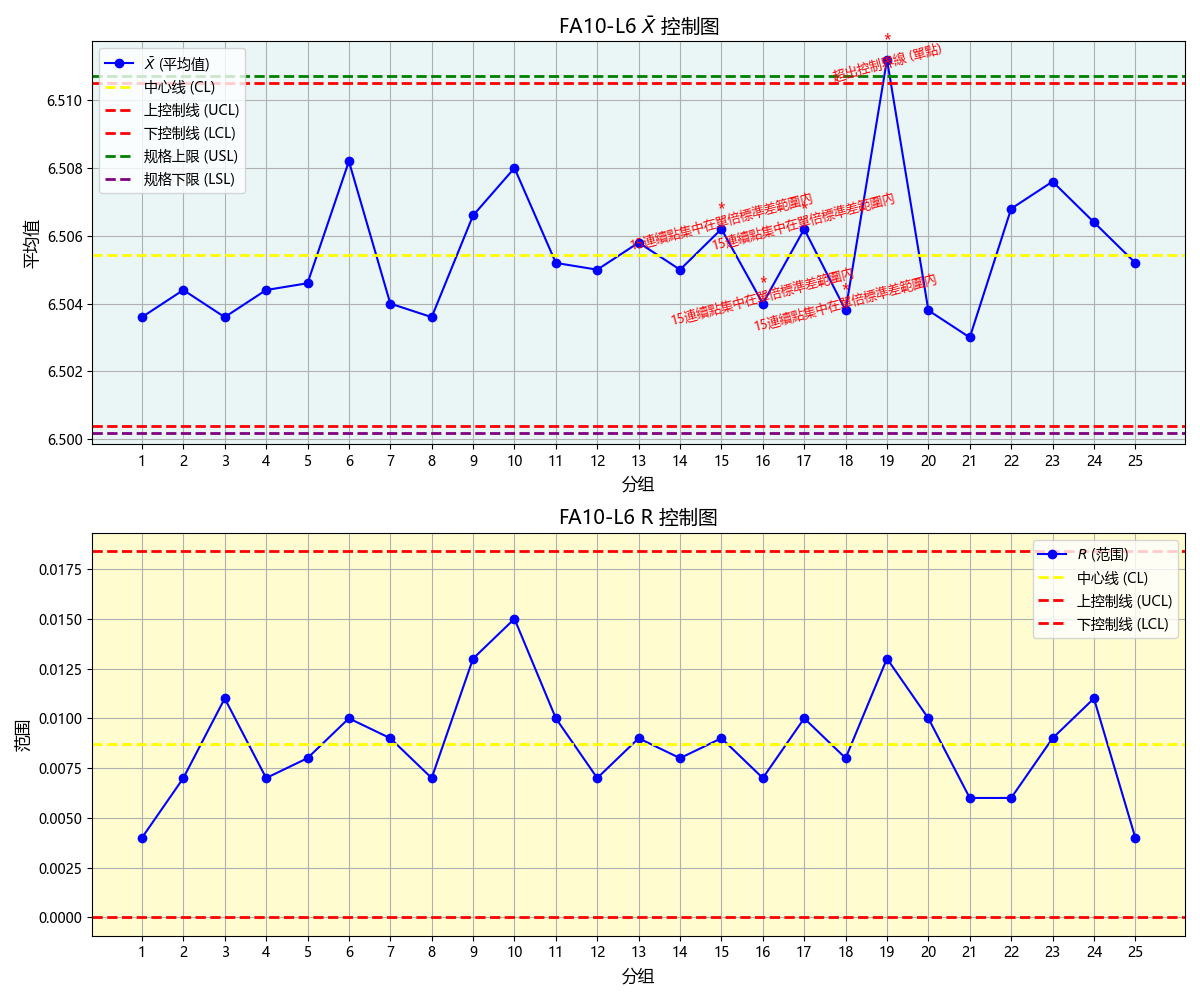 FA10-L6 X̄ 控制图
X̄ (平均值)
中心线 (CL)
上控制线 (UCL)
下控制线 (LCL)
规格上限 (USL)
规格下限 (LSL)
*
超出控制界線 (單點)
*
15連續點集中在單倍標準差範圍內
*
15連續點集中在單倍標準差範圍內
*
15連續點集中在單倍標準差範圍內
*
15連續點集中在單倍標準差範圍內
平均值
6.510
6.508
6.506
6.504
6.502
6.500
1 2 3 4 5 6 7 8 9 10 11 12 13 14 15 16 17 18 19 20 21 22 23 24 25
分组
FA10-L6 R 控制图
R (范围)
中心线 (CL)
上控制线 (UCL)
下控制线 (LCL)
范围
0.0175
0.0150
0.0125
0.0100
0.0075
0.0050
0.0025
0.0000
1 2 3 4 5 6 7 8 9 10 11 12 13 14 15 16 17 18 19 20 21 22 23 24 25
分组